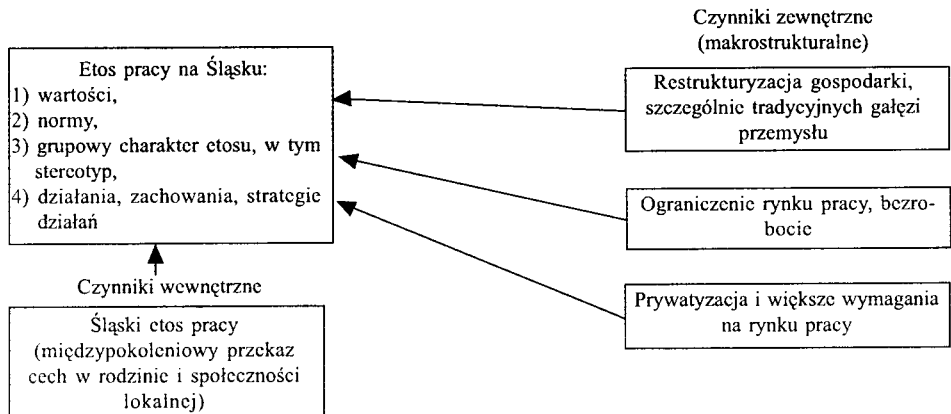 Czynniki zewnętrzne
(makrostrukturalne)
Etos pracy na Śląsku:
1) wartości,
2) normy,
3) grupowy charakter etosu, w tym
stereotyp,
4) działania, zachowania, strategie
działań
Restrukturyzacja gospodarki,
szczególnie tradycyjnych gałęzi
przemysłu
Ograniczenie rynku pracy, bezro-
bocie
Prywatyzacja i większe wymagania
na rynku pracy
Czynniki wewnętrzne
Śląski etos pracy
(międzypokoleniowy przekaz
cech w rodzinie i społeczności
lokalnej)